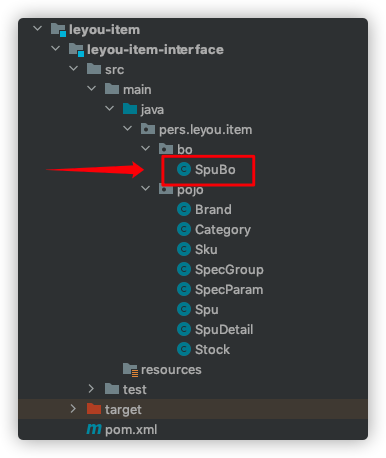 leyou-item
leyou-item-interface
src
main
java
pers.leyou.item
bo
SpuBo
pojo
Brand
Category
Sku
SpecGroup
SpecParam
Spu
SpuDetail
Stock
resources
test
target
pom.xml